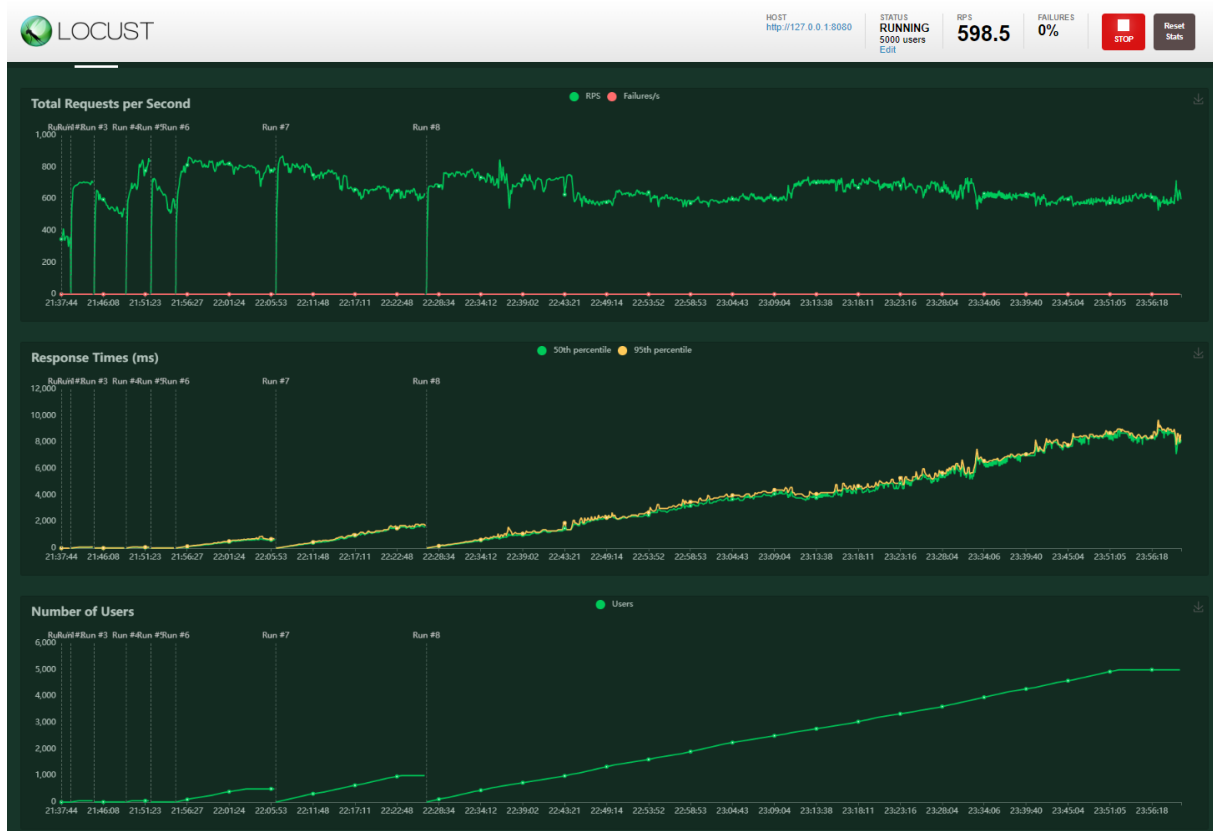 LOCUST
HOST
http://127.0.0.1:8080
STATUS
RUNNING
5000 users
Edit
RPS
598.5
FAILURES
0%
STOP
Reset
Stats
Total Requests per Second
RPS Failures/s
Run #3 Run #6 Run #7 Run #8
1,000
800
600
400
200
0
21:37:44 21:46:08 21:51:23 21:56:27 22:01:24 22:05:53 22:11:48 22:17:11 22:22:48 22:28:34 22:34:12 22:39:02 22:43:21 22:49:14 22:53:52 22:58:53 23:04:43 23:09:04 23:13:38 23:18:11 23:23:16 23:28:04 23:34:06 23:39:40 23:45:04 23:51:05 23:56:18
Response Times (ms)
50th percentile 95th percentile
Run #3 Run #6 Run #7 Run #8
12,000
10,000
8,000
6,000
4,000
2,000
0
21:37:44 21:46:08 21:51:23 21:56:27 22:01:24 22:05:53 22:11:48 22:17:11 22:22:48 22:28:34 22:34:12 22:39:02 22:43:21 22:49:14 22:53:52 22:58:53 23:04:43 23:09:04 23:13:38 23:18:11 23:23:16 23:28:04 23:34:06 23:39:40 23:45:04 23:51:05 23:56:18
Number of Users
Users
Run #3 Run #6 Run #7 Run #8
6,000
5,000
4,000
3,000
2,000
1,000
0
21:37:44 21:46:08 21:51:23 21:56:27 22:01:24 22:05:53 22:11:48 22:17:11 22:22:48 22:28:34 22:34:12 22:39:02 22:43:21 22:49:14 22:53:52 22:58:53 23:04:43 23:09:04 23:13:38 23:18:11 23:23:16 23:28:04 23:34:06 23:39:40 23:45:04 23:51:05 23:56:18